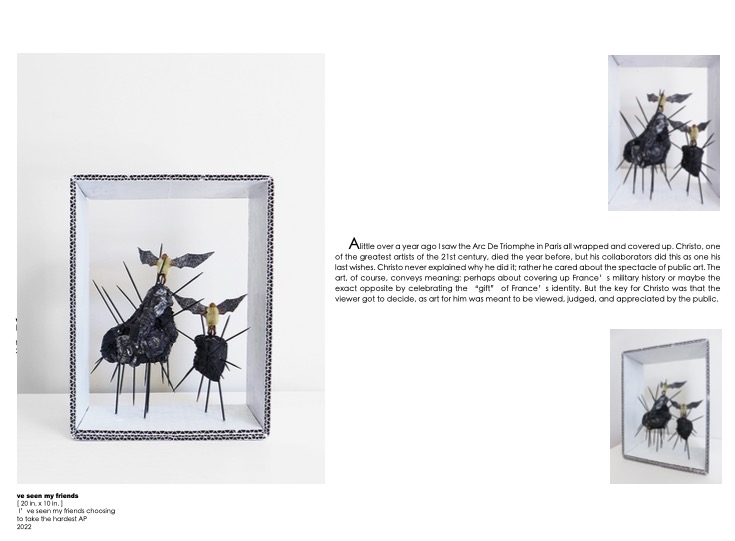 A little over a year ago I saw the Arc De Triomphe in Paris all wrapped and covered up. Christo, one
of the greatest artists of the 21st century, died the year before, but his collaborators did this as one his
last wishes. Christo never explained why he did it; rather he cared about the spectacle of public art. The
art, of course, conveys meaning: perhaps about covering up France' s military history or maybe the
exact opposite by celebrating the "gift" of France' s identity. But the key for Christo was that the
viewer got to decide, as art for him was meant to be viewed, judged, and appreciated by the public.
ve seen my friends
[ 20 in. x 10 in. ]
I' ve seen my friends choosing
to take the hardest AP
2022